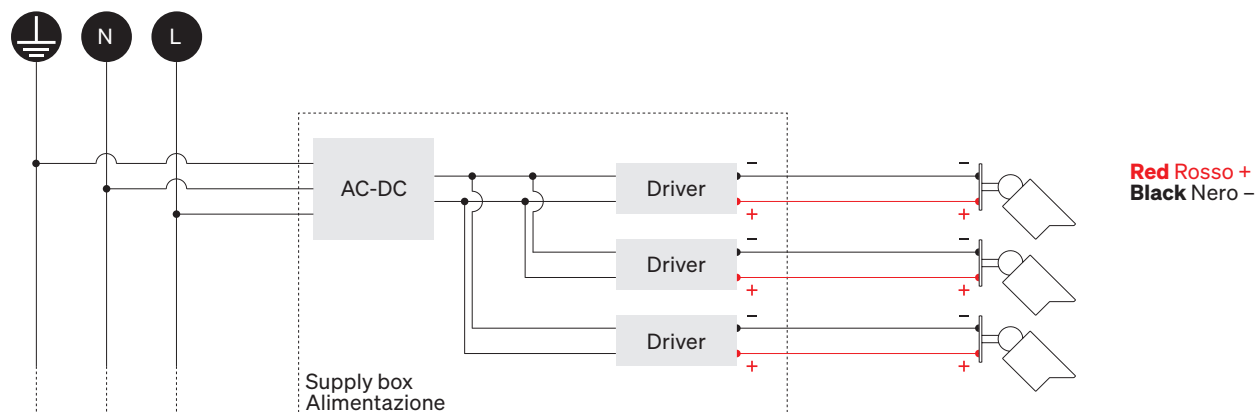 N L
AC-DC
Driver
− +
− +
Red Rosso +
Black Nero –
Driver
− +
− +
Driver
− +
− +
Supply box
Alimentazione